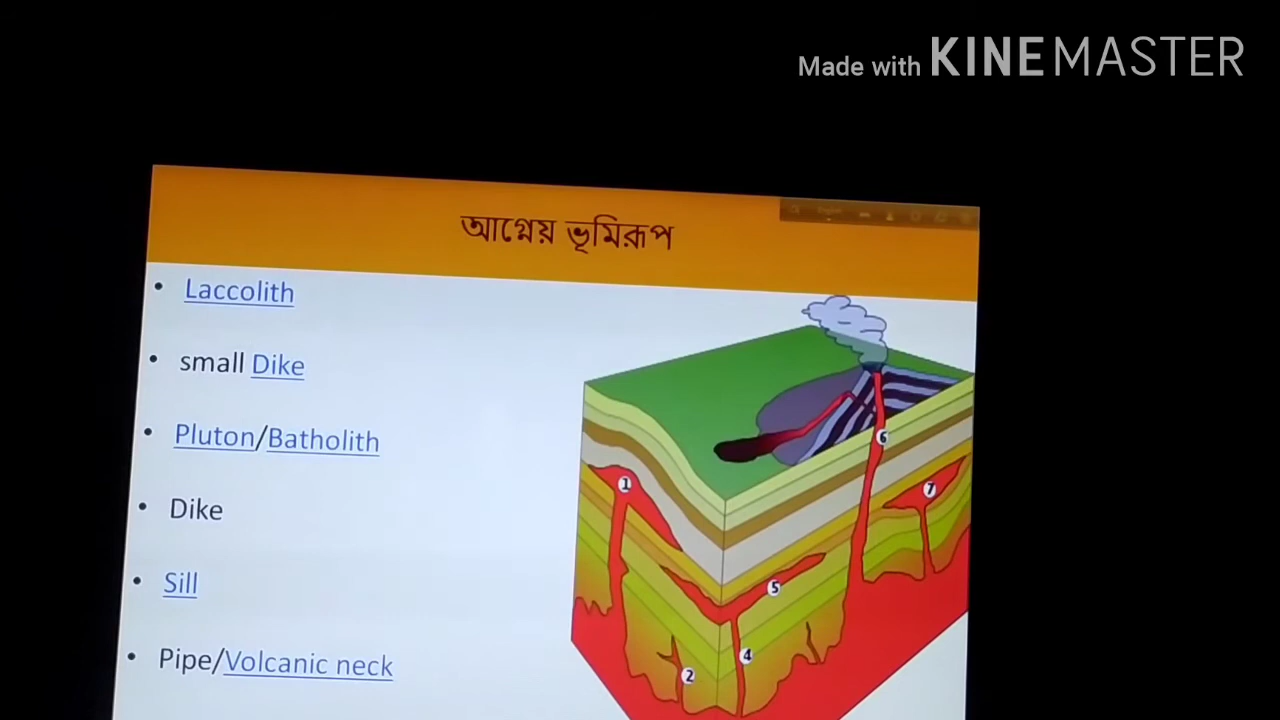 Made with KINEMASTER
আগ্নেয় ভূমিরূপ
• Laccolith
• small Dike
• Pluton/Batholith
• Dike
• Sill
• Pipe/Volcanic neck
1
2
4
5
6
7